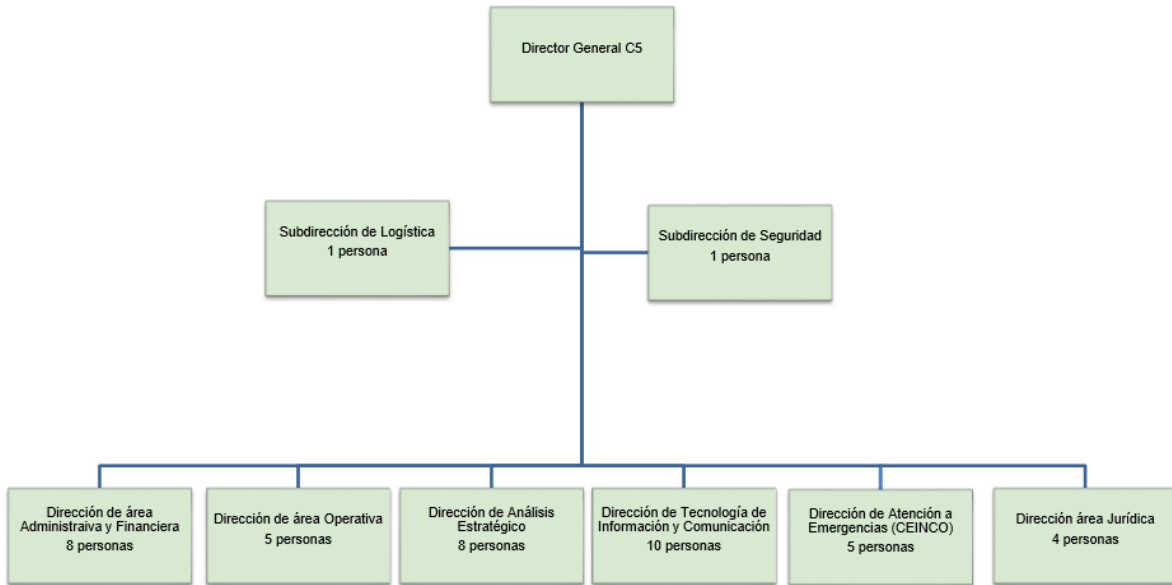 Director General C5
Subdirección de Logística
1 persona
Subdirección de Seguridad
1 persona
Dirección de área
Administraiva y Financiera
8 personas
Dirección de área Operativa
5 personas
Dirección de Análisis
Estratégico
8 personas
Dirección de Tecnología de
Información y Comunicación
10 personas
Dirección de Atención a
Emergencias (CEINCO)
5 personas
Dirección área Jurídica
4 personas